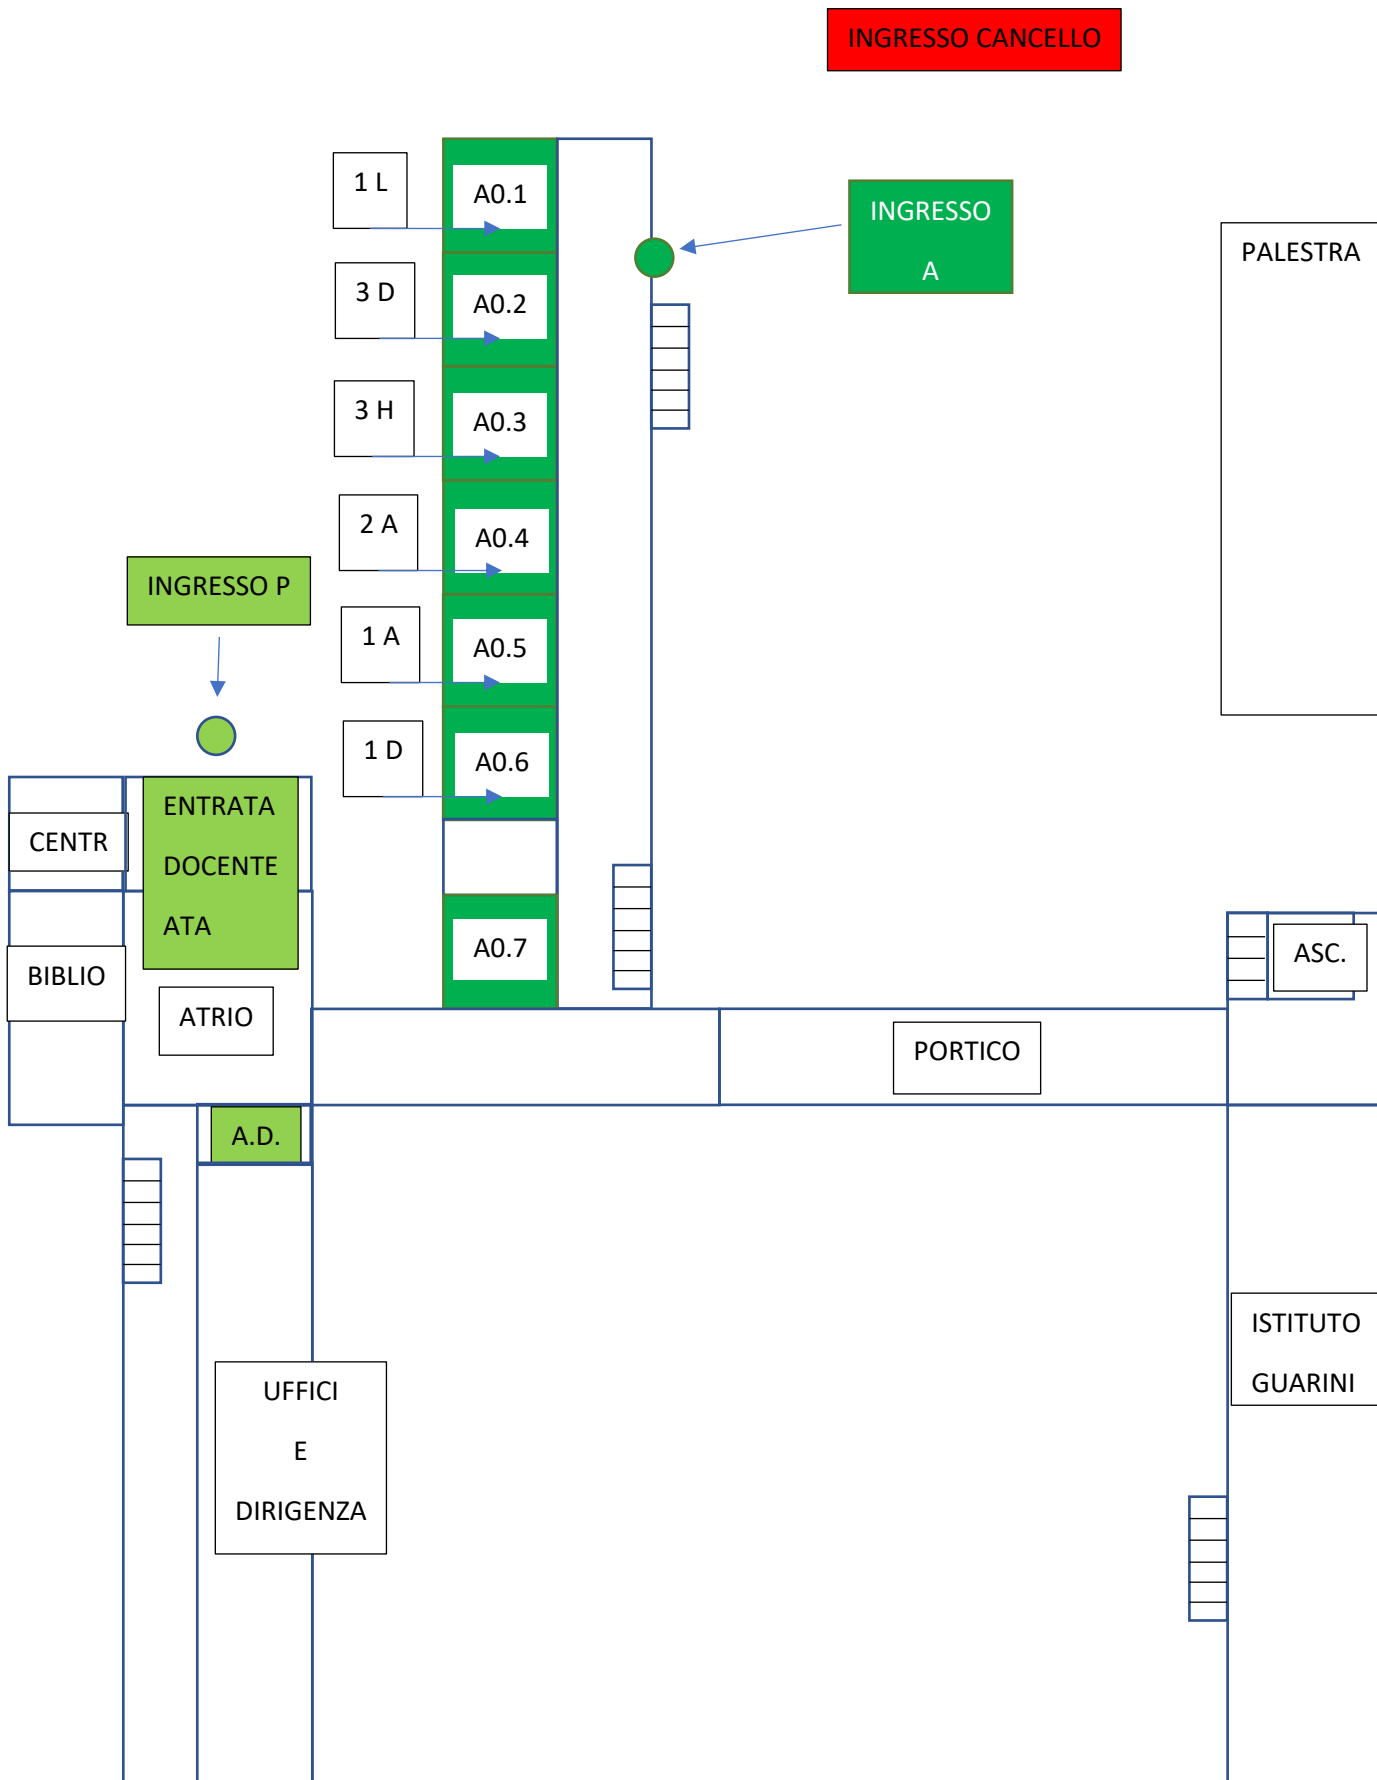 INGRESSO CANCELLO
1 L
A0.1
INGRESSO
A
PALESTRA
3 D
A0.2
3 H
A0.3
2 A
A0.4
INGRESSO P
1 A
A0.5
1 D
A0.6
ENTRATA
DOCENTE
ATA
CENTR
BIBLIO
A0.7
ASC.
ATRIO
PORTICO
A.D.
ISTITUTO
GUARINI
UFFICI
E
DIRIGENZA